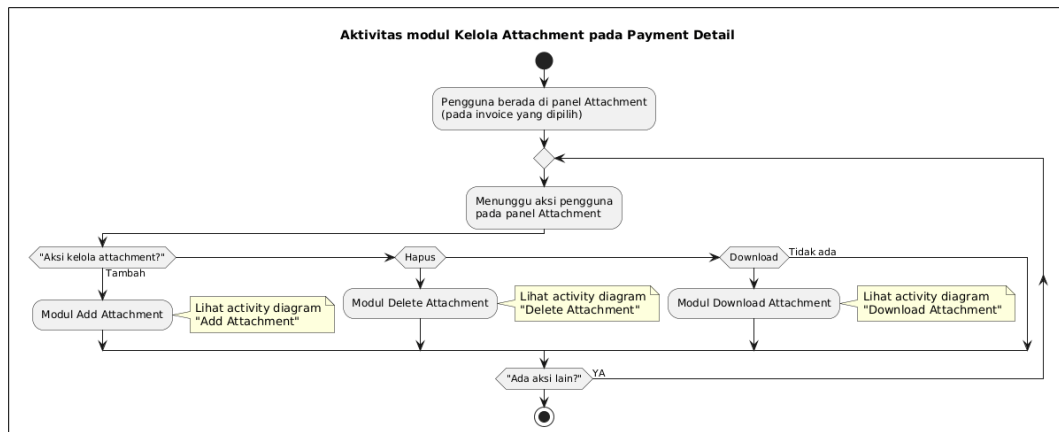 Aktivitas modul Kelola Attachment pada Payment Detail
Pengguna berada di panel Attachment
(pada invoice yang dipilih)
Menunggu aksi pengguna
pada panel Attachment
"Aksi kelola attachment?"
Tambah
Hapus
Download
Tidak ada
Modul Add Attachment
Lihat activity diagram
"Add Attachment"
Modul Delete Attachment
Lihat activity diagram
"Delete Attachment"
Modul Download Attachment
Lihat activity diagram
"Download Attachment"
"Ada aksi lain?"
YA